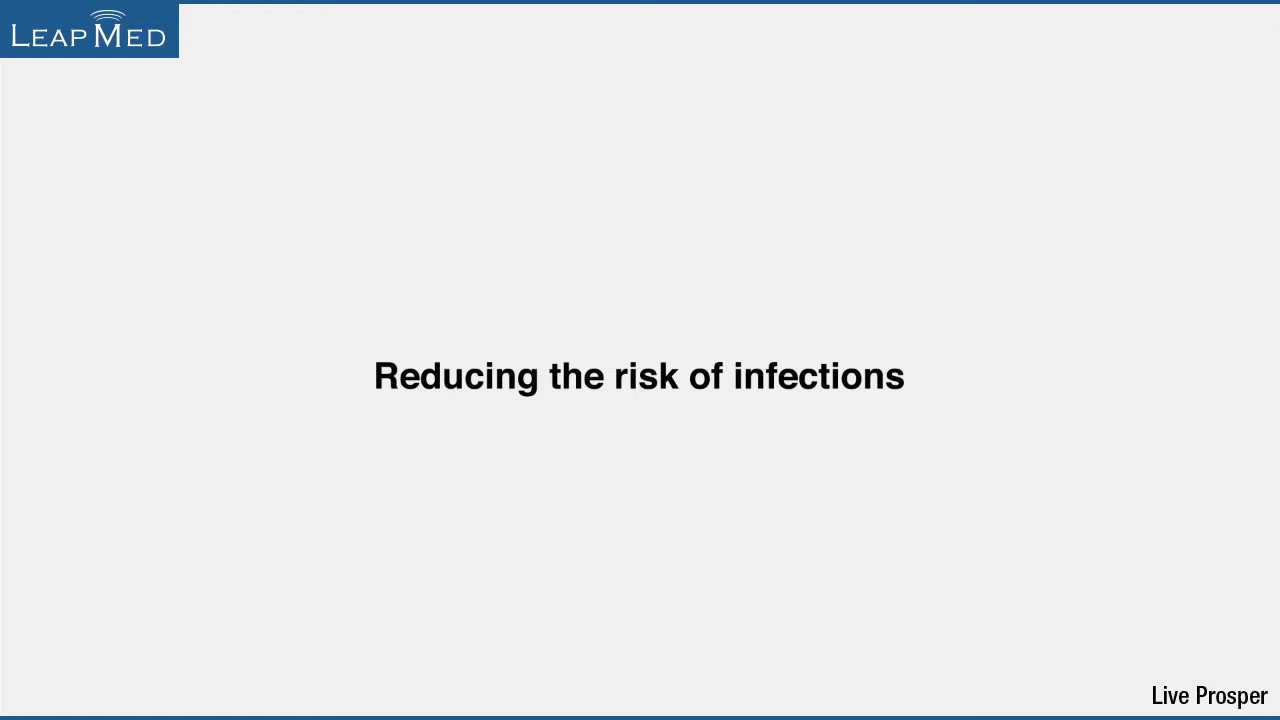 LEAPMED
Reducing the risk of infections
Live Prosper